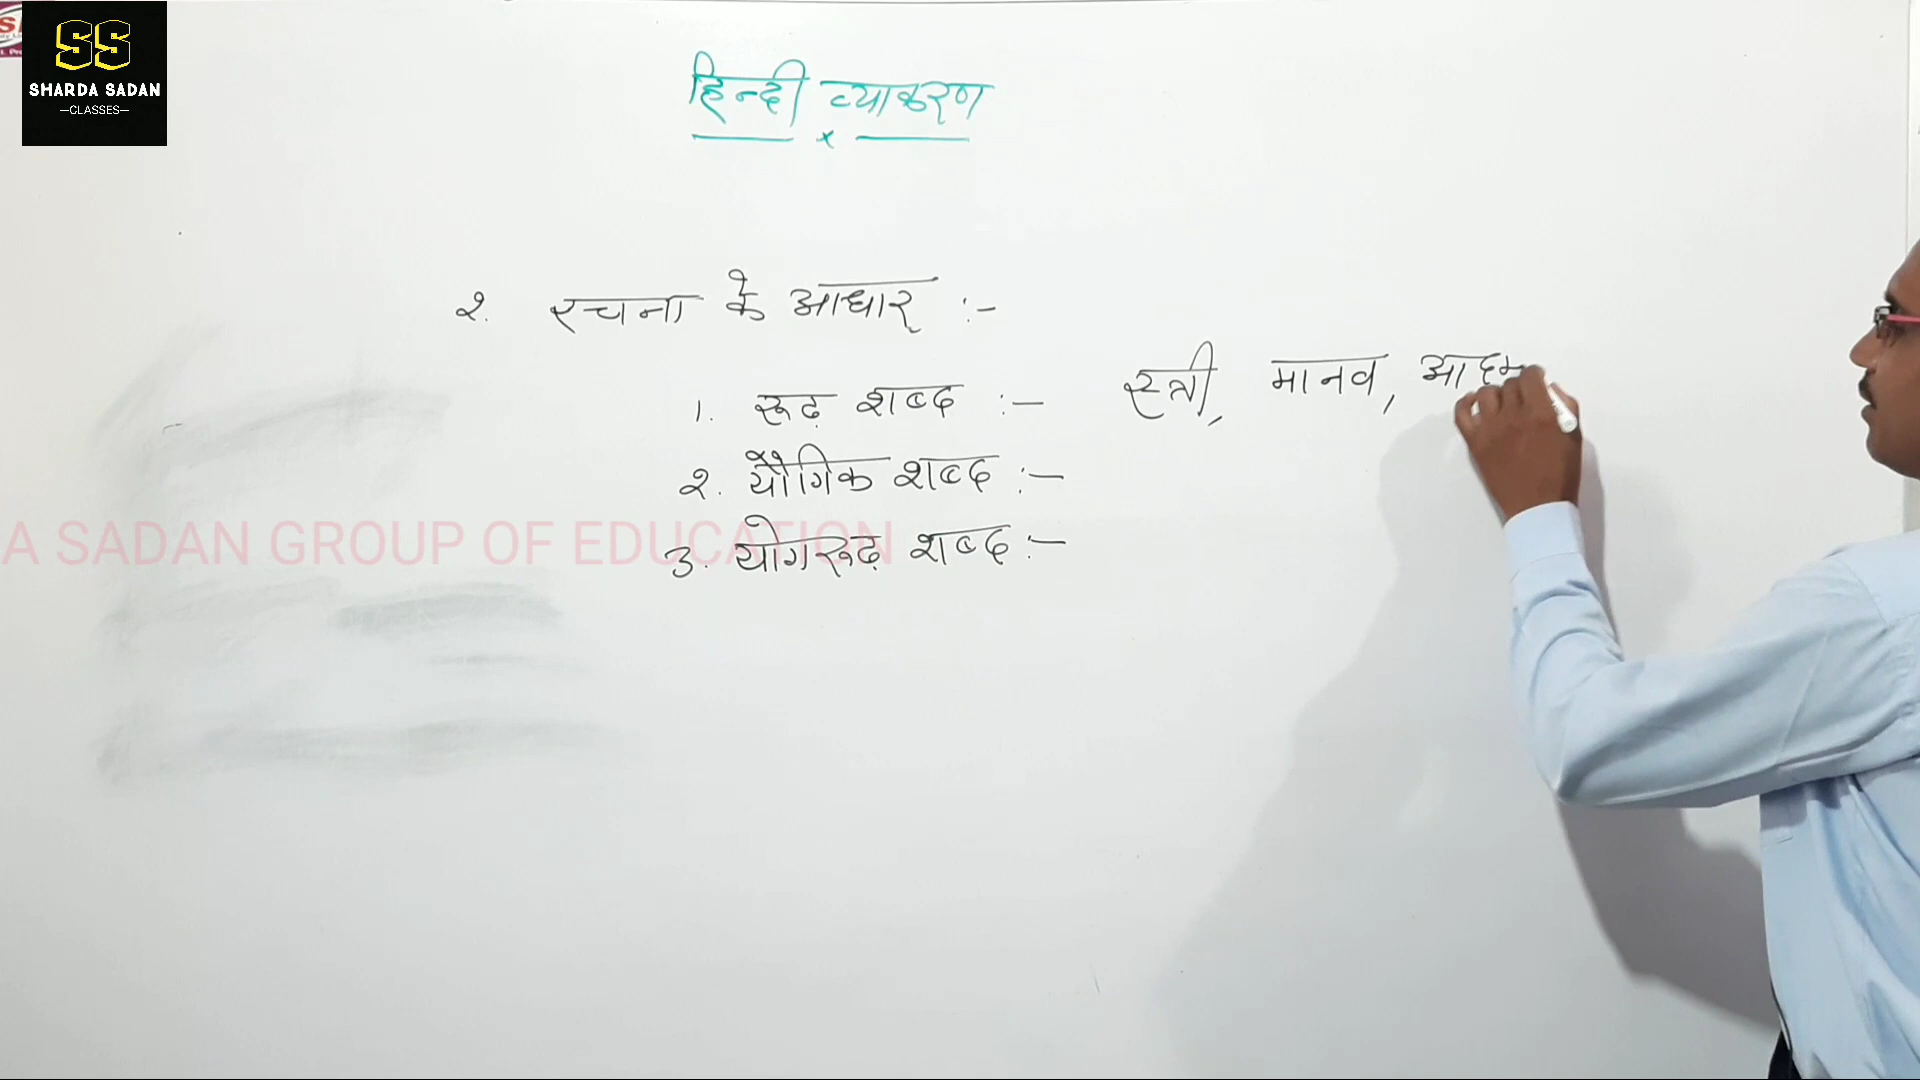 SS
SHARDA SADAN
—CLASSES—
हिन्दी व्याकरण
२. रचना के आधार :-
1. रूढ़ शब्द :- स्त्री, मानव,
२. यौगिक शब्द :-
3. योगरूढ़ शब्द :-
A SADAN GROUP OF EDUCATION